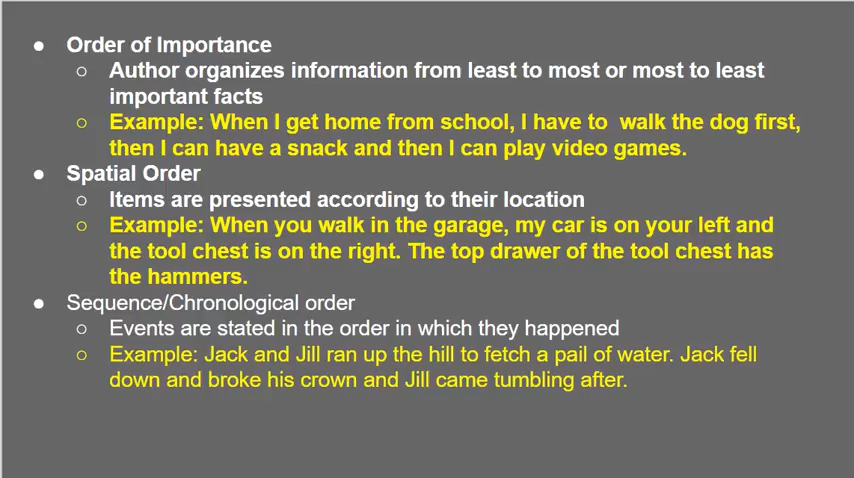 ● Order of Importance
○ Author organizes information from least to most or most to least
important facts
○ Example: When I get home from school, I have to  walk the dog first,
then I can have a snack and then I can play video games.
● Spatial Order
○ Items are presented according to their location
○ Example: When you walk in the garage, my car is on your left and
the tool chest is on the right. The top drawer of the tool chest has
the hammers.
● Sequence/Chronological order
○ Events are stated in the order in which they happened
○ Example: Jack and Jill ran up the hill to fetch a pail of water. Jack fell
down and broke his crown and Jill came tumbling after.